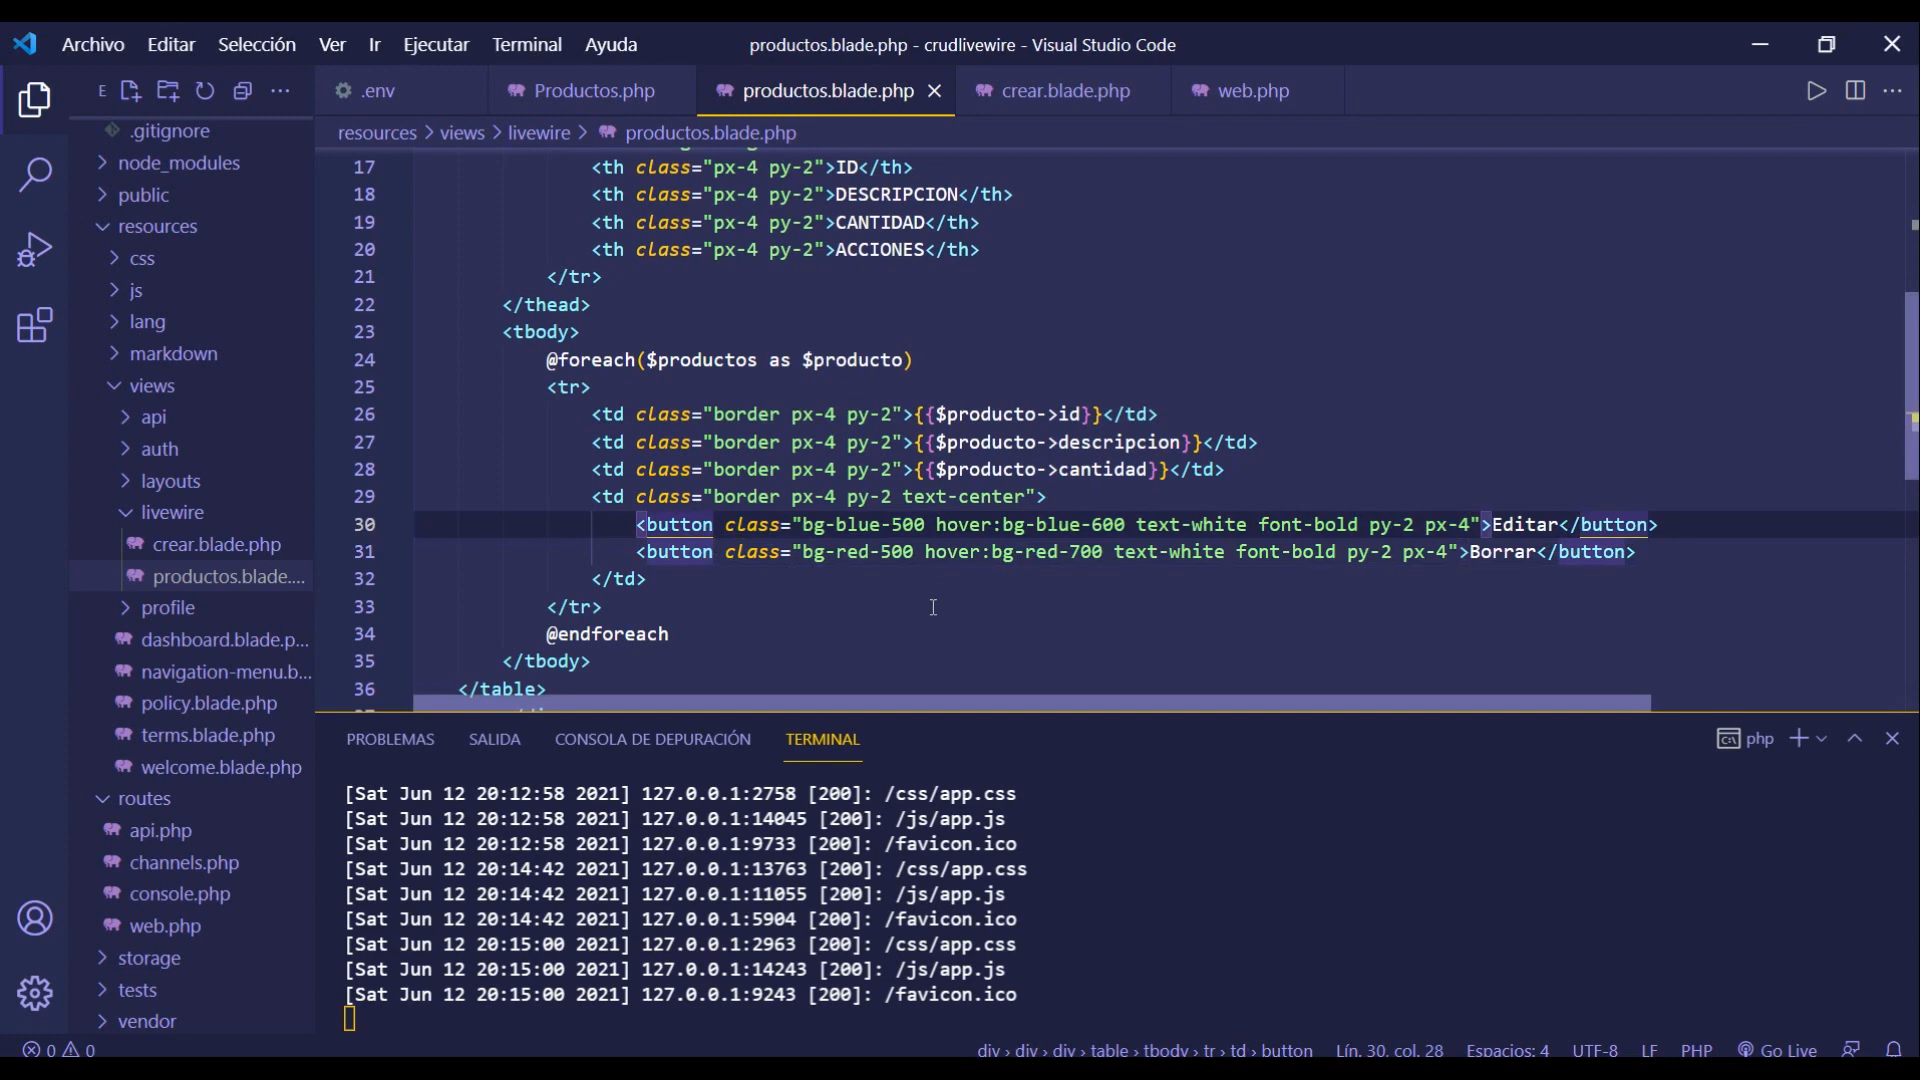 Archivo Editar Selección Ver Ir Ejecutar Terminal Ayuda
productos.blade.php - crudlivewire - Visual Studio Code
E
.env
Productos.php
productos.blade.php
crear.blade.php
web.php
.gitignore
node_modules
public
resources
css
js
lang
markdown
views
api
auth
layouts
livewire
crear.blade.php
productos.blade....
profile
dashboard.blade.p...
navigation-menu.b...
policy.blade.php
terms.blade.php
welcome.blade.php
routes
api.php
channels.php
console.php
web.php
storage
tests
vendor
resources > views > livewire > productos.blade.php
17 <th class="px-4 py-2">ID</th>
18 <th class="px-4 py-2">DESCRIPCION</th>
19 <th class="px-4 py-2">CANTIDAD</th>
20 <th class="px-4 py-2">ACCIONES</th>
21 </tr>
22 </thead>
23 <tbody>
24 @foreach($productos as $producto)
25 <tr>
26 <td class="border px-4 py-2">{{$producto->id}}</td>
27 <td class="border px-4 py-2">{{$producto->descripcion}}</td>
28 <td class="border px-4 py-2">{{$producto->cantidad}}</td>
29 <td class="border px-4 py-2 text-center">
30 <button class="bg-blue-500 hover:bg-blue-600 text-white font-bold py-2 px-4">Editar</button>
31 <button class="bg-red-500 hover:bg-red-700 text-white font-bold py-2 px-4">Borrar</button>
32 </td>
33 </tr>
34 @endforeach
35 </tbody>
36 </table>
PROBLEMAS SALIDA CONSOLA DE DEPURACIÓN TERMINAL
php
[Sat Jun 12 20:12:58 2021] 127.0.0.1:2758 [200]: /css/app.css
[Sat Jun 12 20:12:58 2021] 127.0.0.1:14045 [200]: /js/app.js
[Sat Jun 12 20:12:58 2021] 127.0.0.1:9733 [200]: /favicon.ico
[Sat Jun 12 20:14:42 2021] 127.0.0.1:13763 [200]: /css/app.css
[Sat Jun 12 20:14:42 2021] 127.0.0.1:11055 [200]: /js/app.js
[Sat Jun 12 20:14:42 2021] 127.0.0.1:5904 [200]: /favicon.ico
[Sat Jun 12 20:15:00 2021] 127.0.0.1:2963 [200]: /css/app.css
[Sat Jun 12 20:15:00 2021] 127.0.0.1:14243 [200]: /js/app.js
[Sat Jun 12 20:15:00 2021] 127.0.0.1:9243 [200]: /favicon.ico
0 0
div > div > div > table > tbody > tr > td > button
Lín. 30, col. 28
Espacios: 4
UTF-8
LF
PHP
Go Live